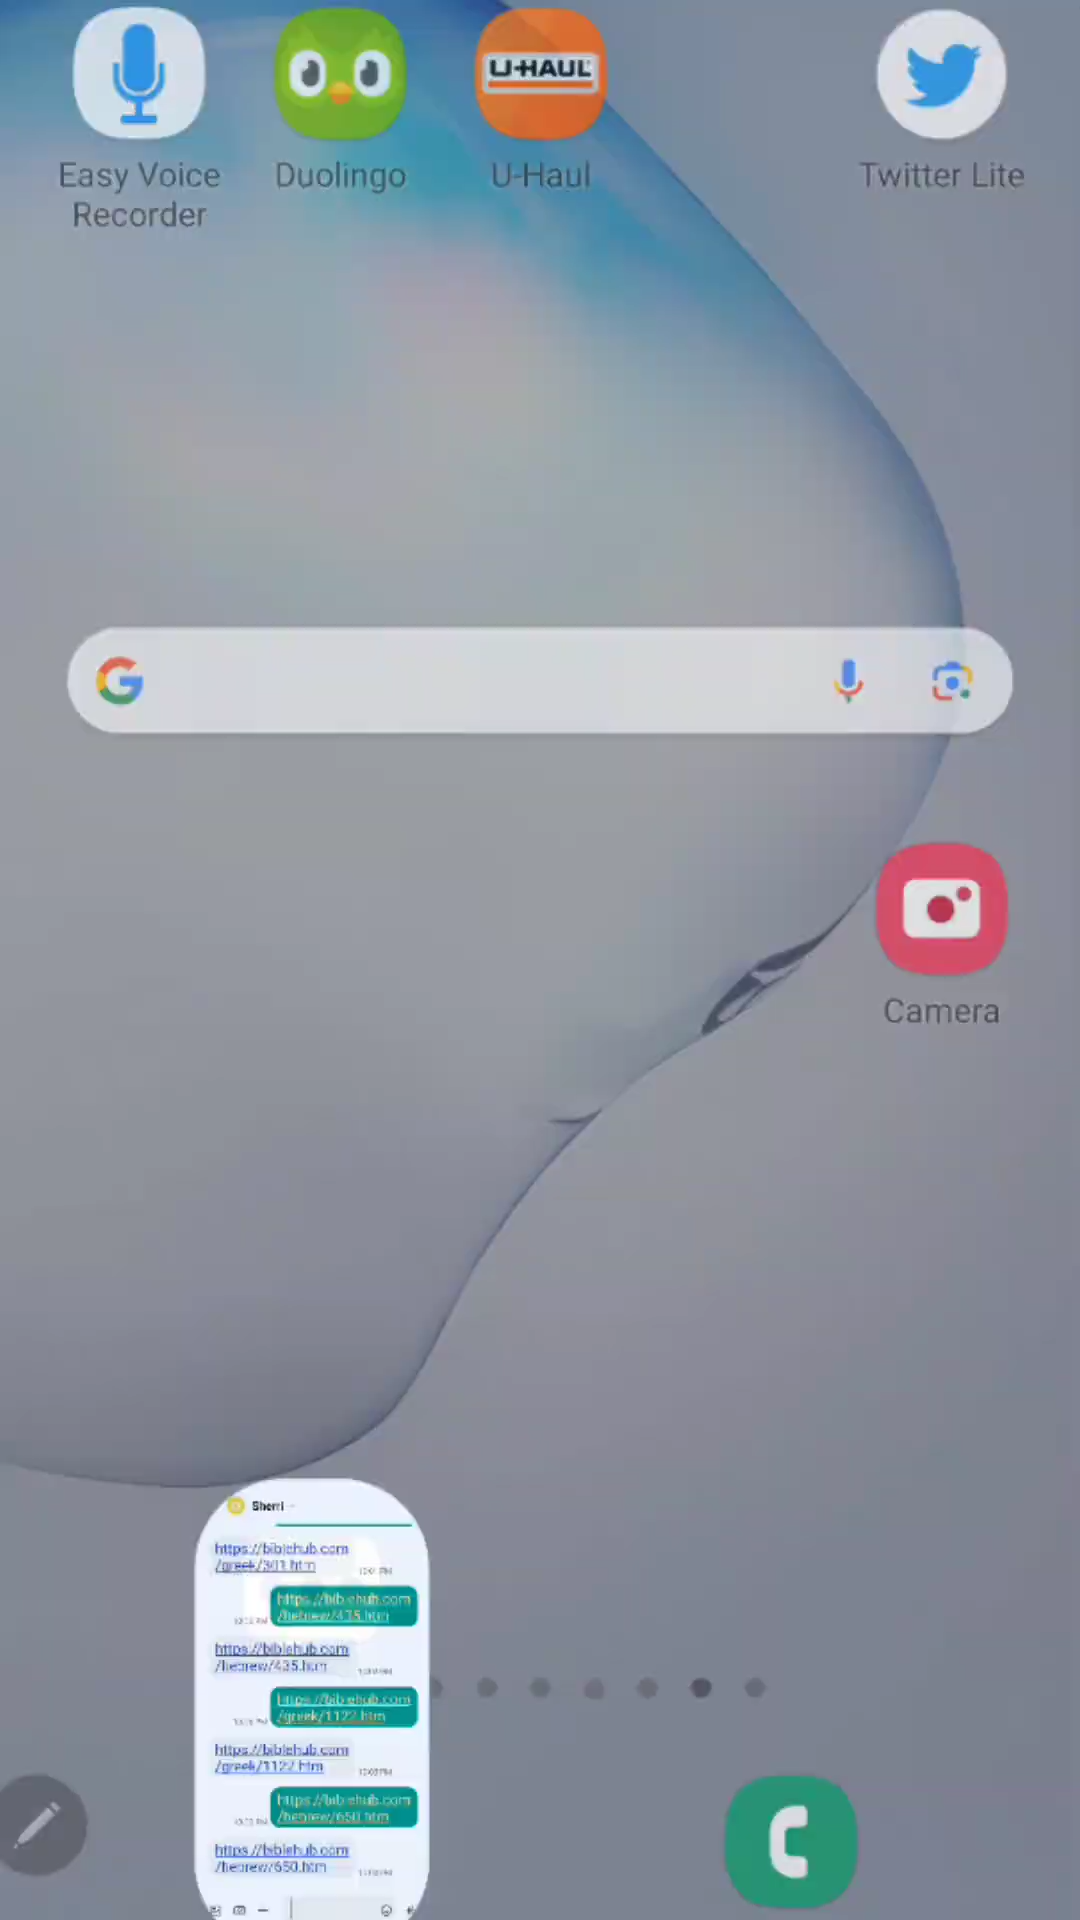 Easy Voice
Recorder
Duolingo
U-HAUL
U-Haul
Twitter Lite
Camera
Sherri
https://biblehub.com
/greek/301.htm
https://biblehub.com
/hebrew/435.htm
https://biblehub.com
/hebrew/435.htm
https://biblehub.com
/greek/1122.htm
https://biblehub.com
/greek/1122.htm
https://biblehub.com
/hebrew/650.htm
https://biblehub.com
/hebrew/650.htm